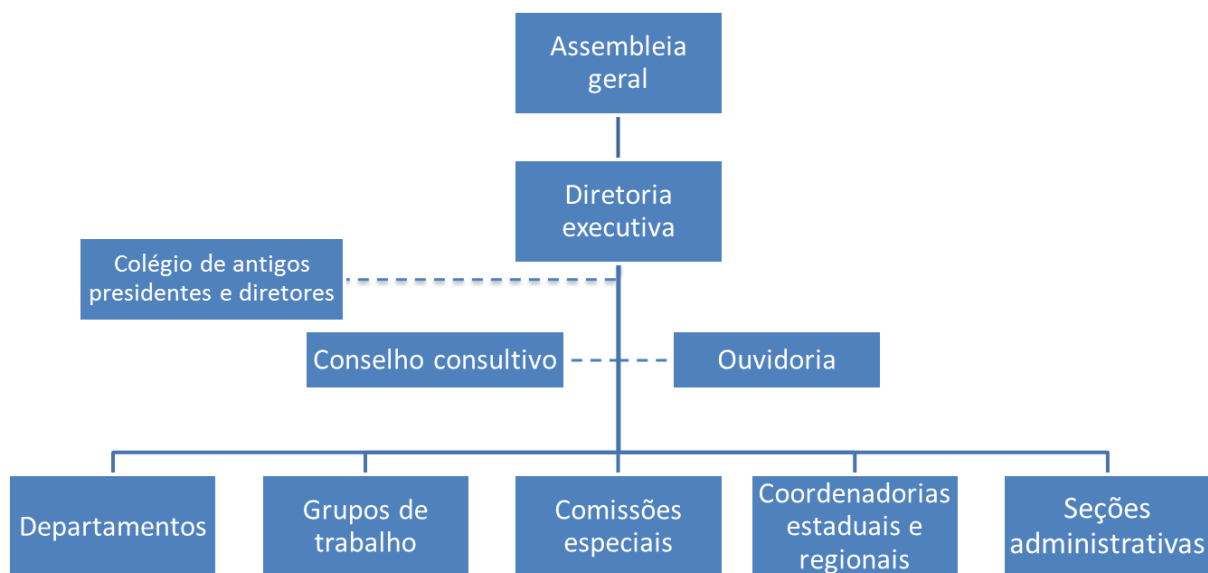 Assembleia
geral
Diretoria
executiva
Colégio de antigos
presidentes e diretores
Conselho consultivo
Ouvidoria
Departamentos
Grupos de
trabalho
Comissões
especiais
Coordenadorias
estaduais e
regionais
Seções
administrativas